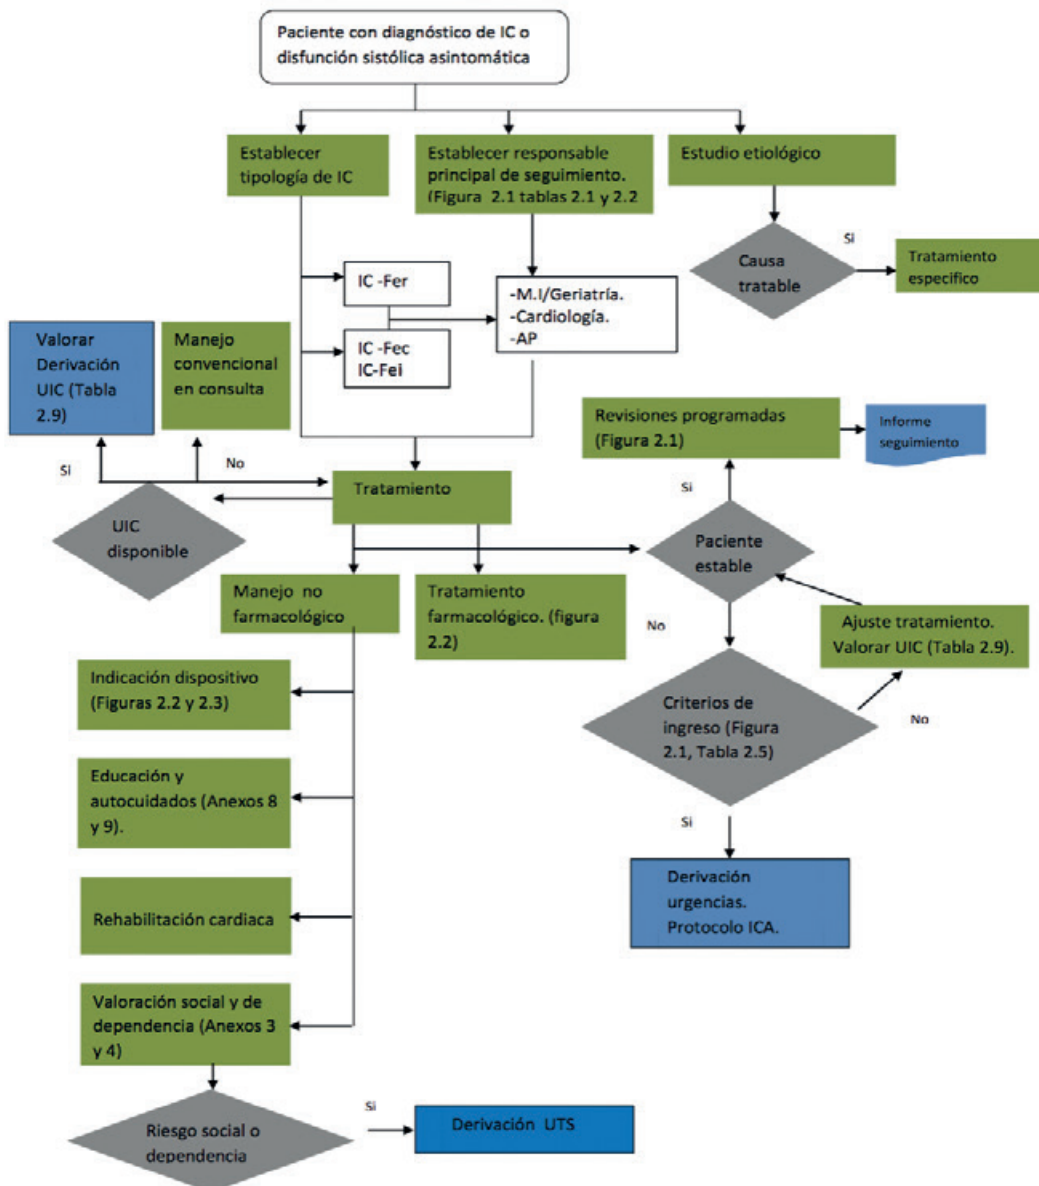 Paciente con diagnóstico de IC o
disfunción sistólica asintomática
Establecer
tipología de IC
Establecer responsable
principal de seguimiento.
(Figura 2.1 tablas 2.1 y 2.2
Estudio etiológico
Causa
tratable
Si
Tratamiento
especifico
IC -Fer
IC -Fec
IC-Fei
-M.I/Geriatría.
-Cardiología.
-AP
Valorar
Derivación
UIC (Tabla
2.9)
Manejo
convencional
en consulta
Si
No
UIC
disponible
Tratamiento
Revisiones programadas
(Figura 2.1)
Informe
seguimiento
Si
Paciente
estable
No
Manejo no
farmacológico
Tratamiento
farmacológico. (figura
2.2)
Ajuste tratamiento.
Valorar UIC (Tabla 2.9).
Criterios de
ingreso (Figura
2.1, Tabla 2.5)
No
Si
Derivación
urgencias.
Protocolo ICA.
Indicación dispositivo
(Figuras 2.2 y 2.3)
Educación y
autocuidados (Anexos 8
y 9).
Rehabilitación cardiaca
Valoración social y de
dependencia (Anexos 3
y 4)
Riesgo social o
dependencia
Si
Derivación UTS